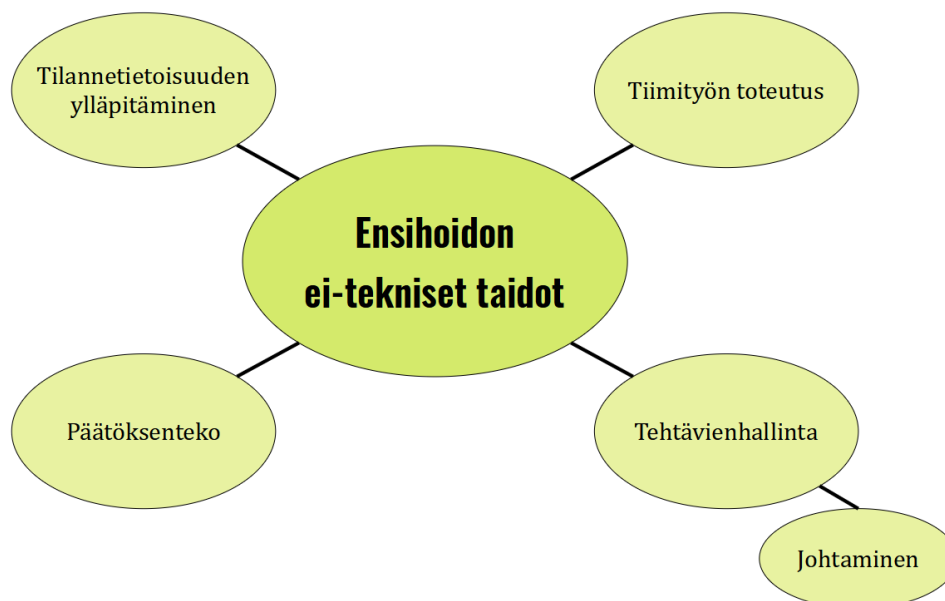 Tilannetietoisuuden
ylläpitäminen
Tiimityön toteutus
Ensihoidon
ei-tekniset taidot
Päätöksenteko
Tehtävienhallinta
Johtaminen